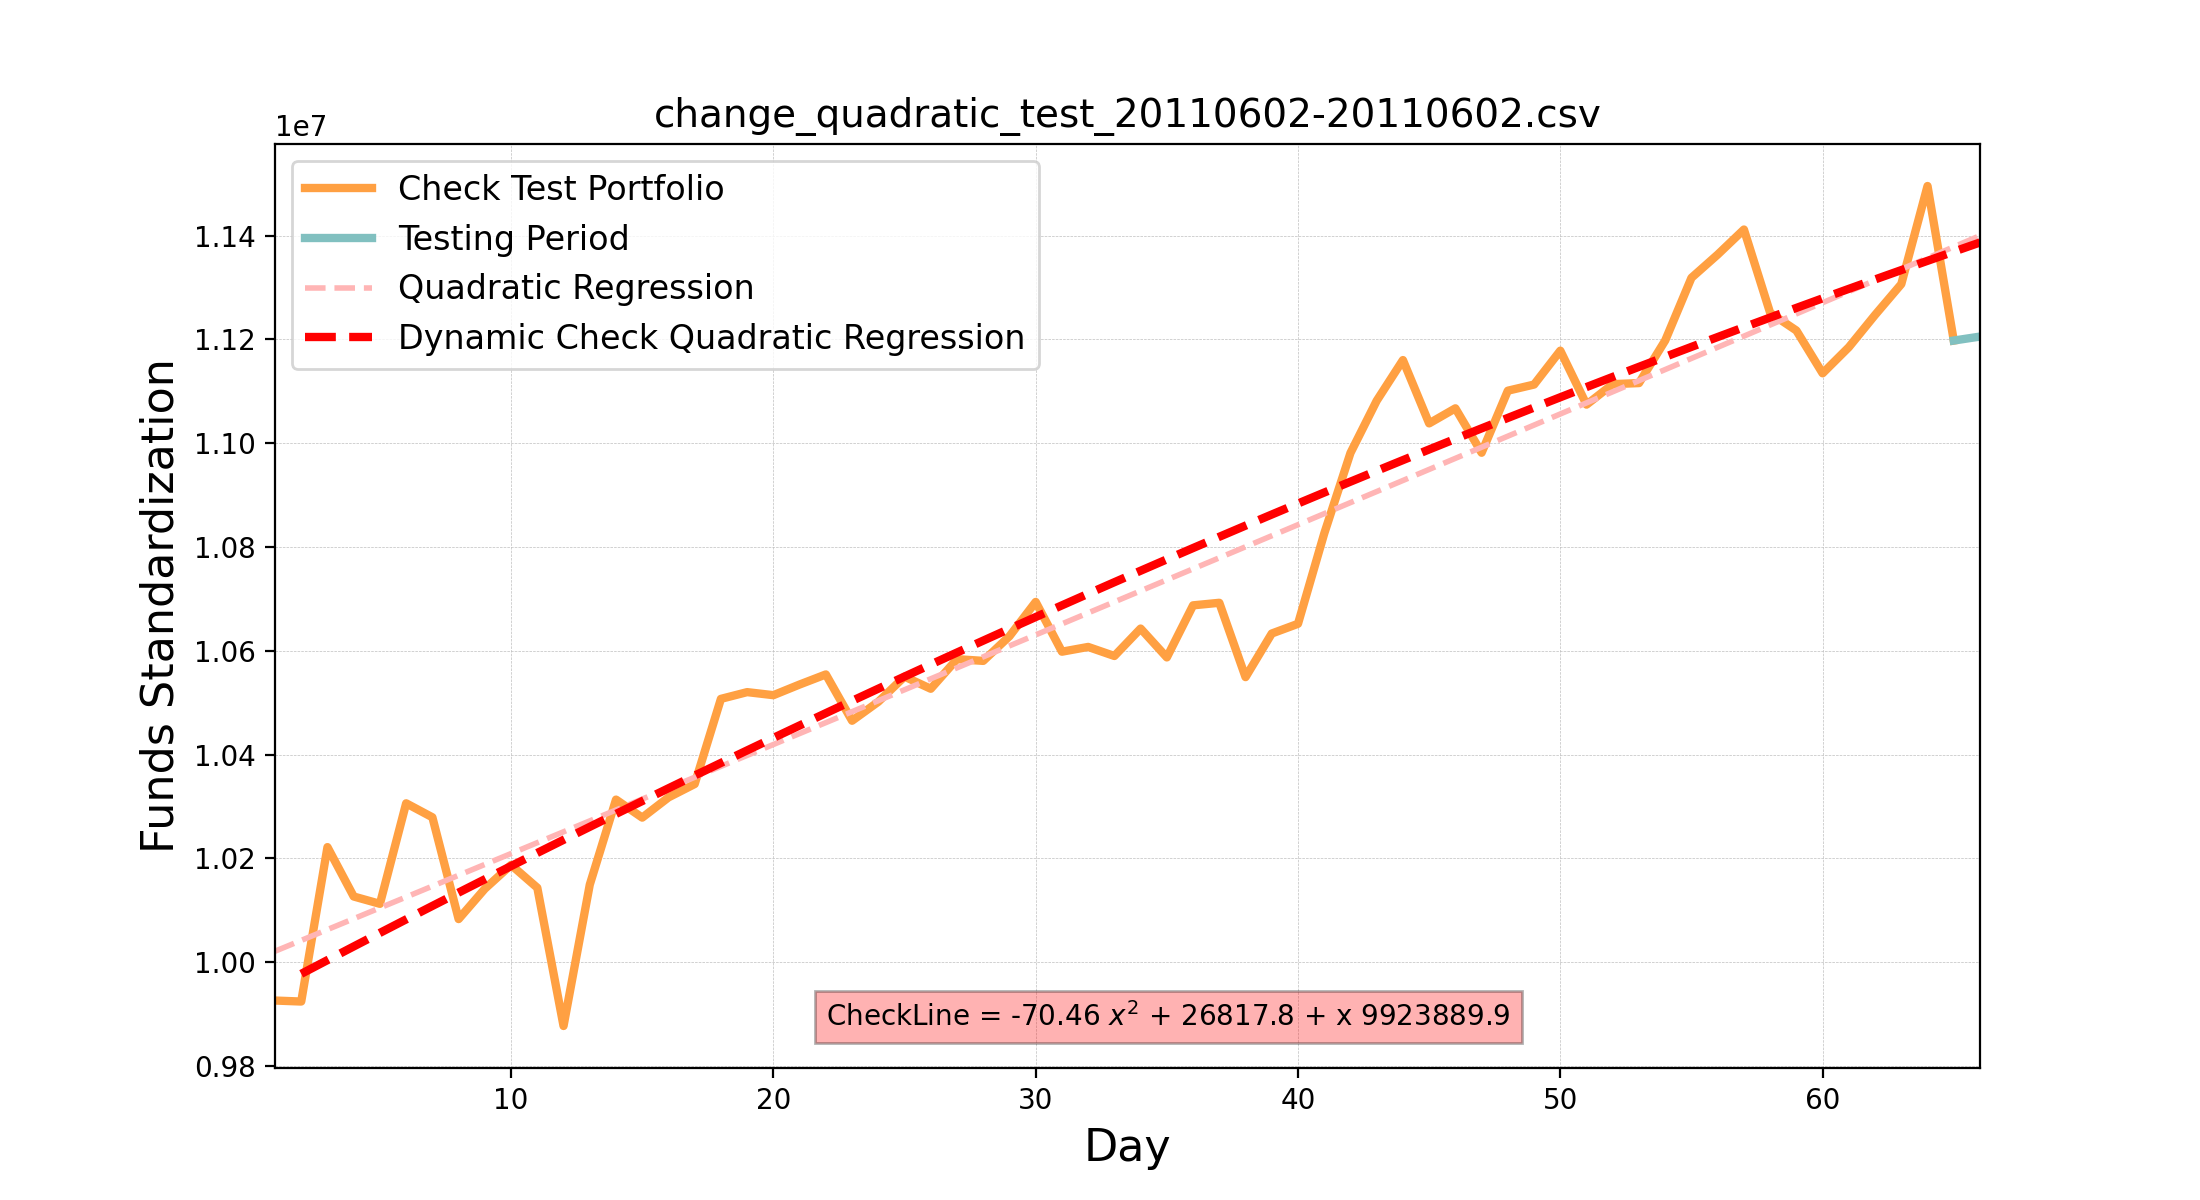 change_quadratic_test_20110602-20110602.csv
1e7
Check Test Portfolio
Testing Period
Quadratic Regression
Dynamic Check Quadratic Regression
1.14
1.12
1.10
1.08
1.06
1.04
1.02
1.00
0.98
Funds Standardization
CheckLine = -70.46 x² + 26817.8 + x 9923889.9
10 20 30 40 50 60
Day